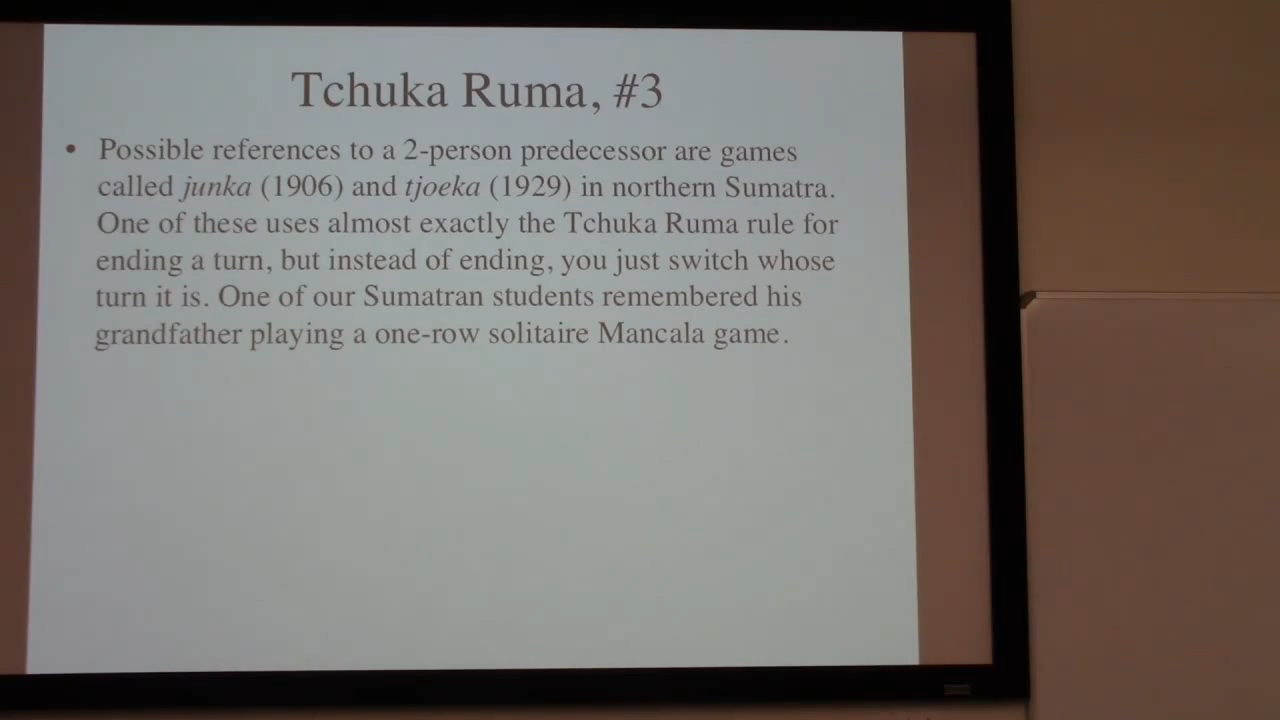 Tchuka Ruma, #3
• Possible references to a 2-person predecessor are games
called junka (1906) and tjoeka (1929) in northern Sumatra.
One of these uses almost exactly the Tchuka Ruma rule for
ending a turn, but instead of ending, you just switch whose
turn it is. One of our Sumatran students remembered his
grandfather playing a one-row solitaire Mancala game.